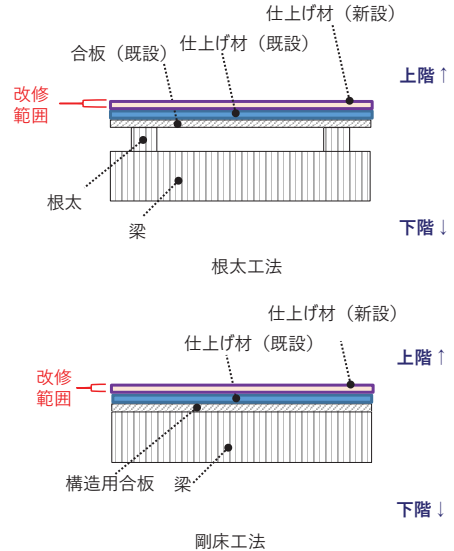 仕上げ材（新設）
合板（既設）
仕上げ材（既設）
上階↑
改修
範囲
根太
梁
下階↓
根太工法
仕上げ材（新設）
仕上げ材（既設）
上階↑
改修
範囲
構造用合板
梁
下階↓
剛床工法